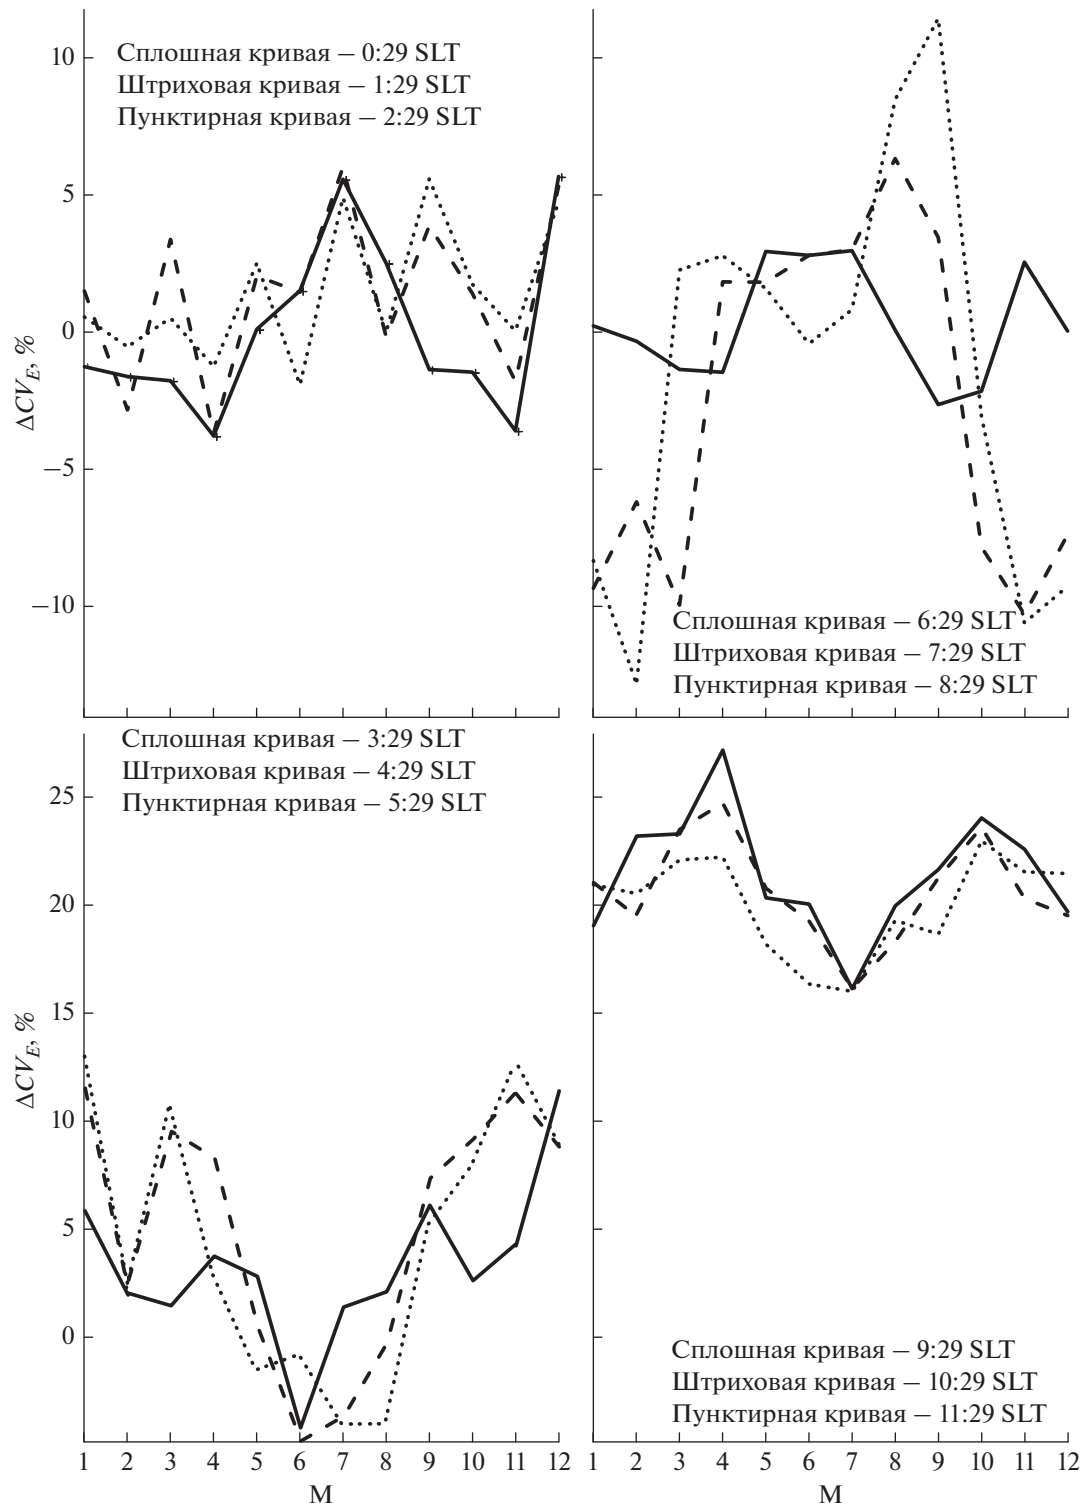 10
5
0
−5
−10
ΔCV_E, %
Сплошная кривая – 0:29 SLT
Штриховая кривая – 1:29 SLT
Пунктирная кривая – 2:29 SLT
Сплошная кривая – 6:29 SLT
Штриховая кривая – 7:29 SLT
Пунктирная кривая – 8:29 SLT
25
20
15
10
5
0
ΔCV_E, %
Сплошная кривая – 3:29 SLT
Штриховая кривая – 4:29 SLT
Пунктирная кривая – 5:29 SLT
1 2 3 4 5 6 7 8 9 10 11 12
М
Сплошная кривая – 9:29 SLT
Штриховая кривая – 10:29 SLT
Пунктирная кривая – 11:29 SLT
1 2 3 4 5 6 7 8 9 10 11 12
М